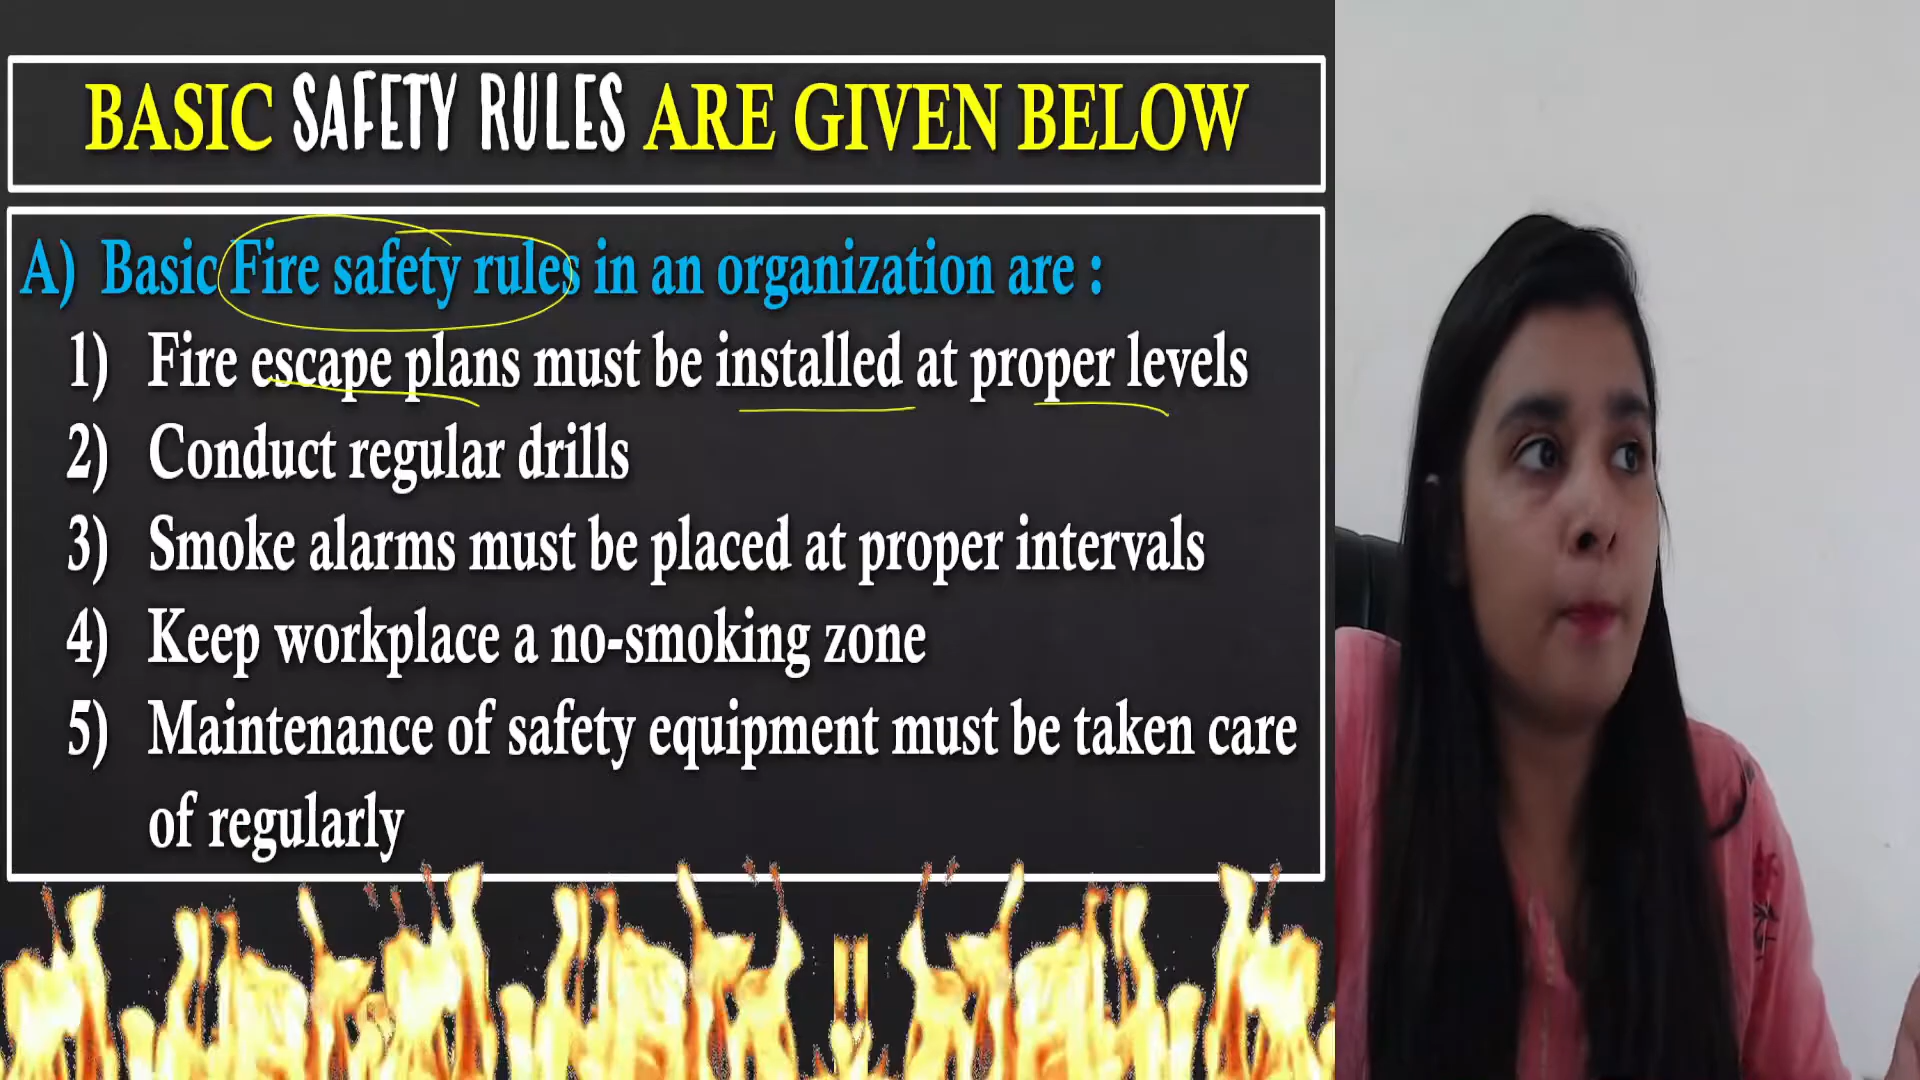 BASIC SAFETY RULES ARE GIVEN BELOW
A) Basic Fire safety rules in an organization are :
1) Fire escape plans must be installed at proper levels
2) Conduct regular drills
3) Smoke alarms must be placed at proper intervals
4) Keep workplace a no-smoking zone
5) Maintenance of safety equipment must be taken care
of regularly